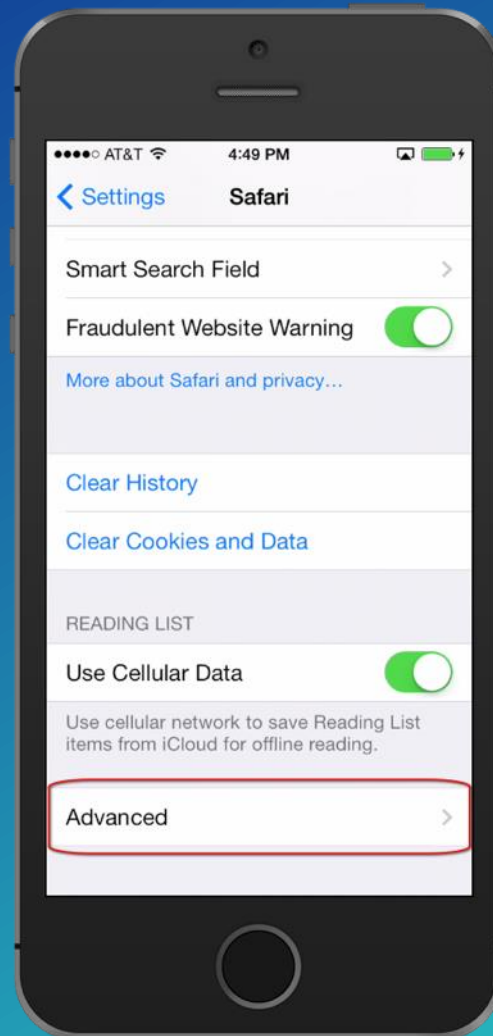 AT&T 4:49 PM
Settings Safari
Smart Search Field
Fraudulent Website Warning
More about Safari and privacy...
Clear History
Clear Cookies and Data
READING LIST
Use Cellular Data
Use cellular network to save Reading List
items from iCloud for offline reading.
Advanced